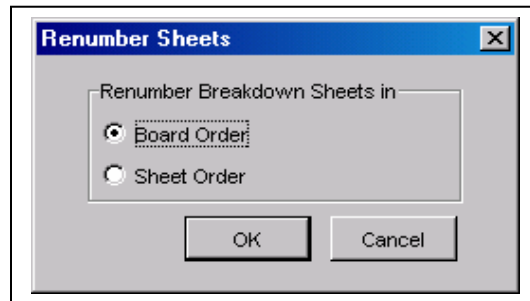 Renumber Sheets
Renumber Breakdown Sheets in
Board Order
Sheet Order
OK Cancel